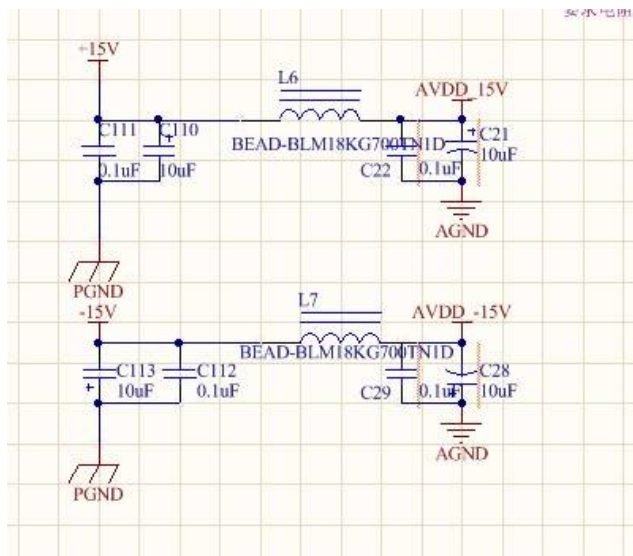 +15V
L6
AVDD_15V
C111
C110
C21
BEAD-BLM18KG700TN1D
0.1uF
10uF
C22
0.1uF
10uF
AGND
PGND
-15V
L7
AVDD_-15V
BEAD-BLM18KG700TN1D
C113
C112
C28
10uF
0.1uF
C29
0.1uF
10uF
AGND
PGND